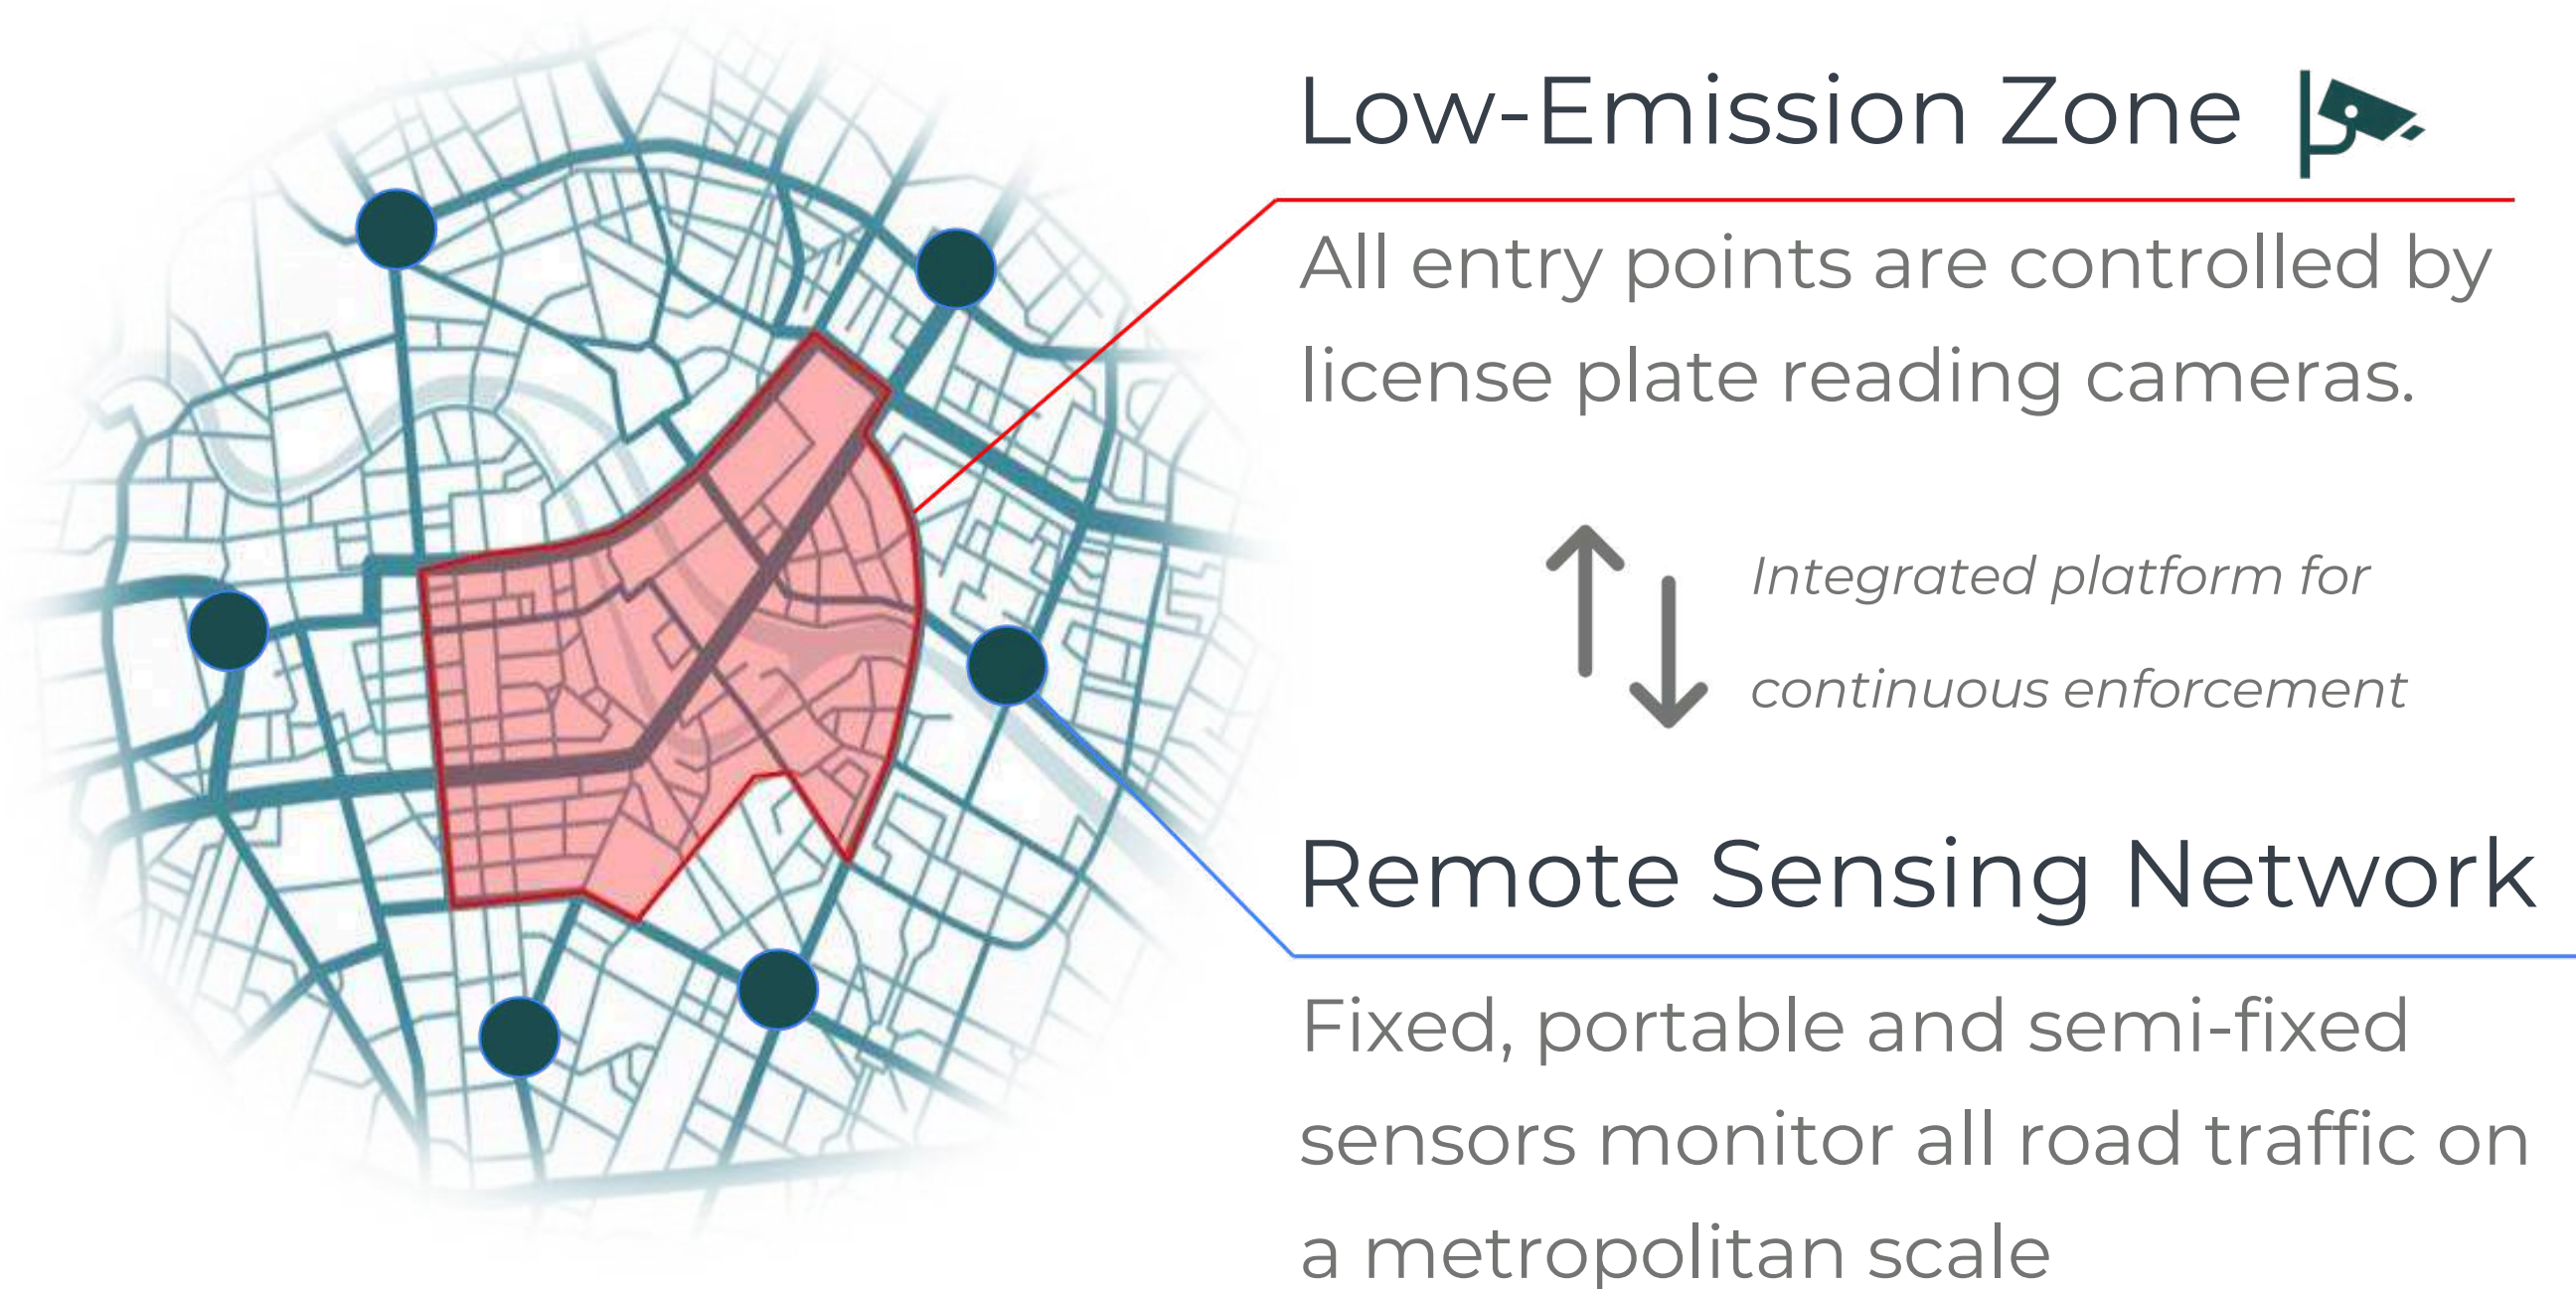 Low-Emission Zone
All entry points are controlled by
license plate reading cameras.
Integrated platform for
continuous enforcement
Remote Sensing Network
Fixed, portable and semi-fixed
sensors monitor all road traffic on
a metropolitan scale